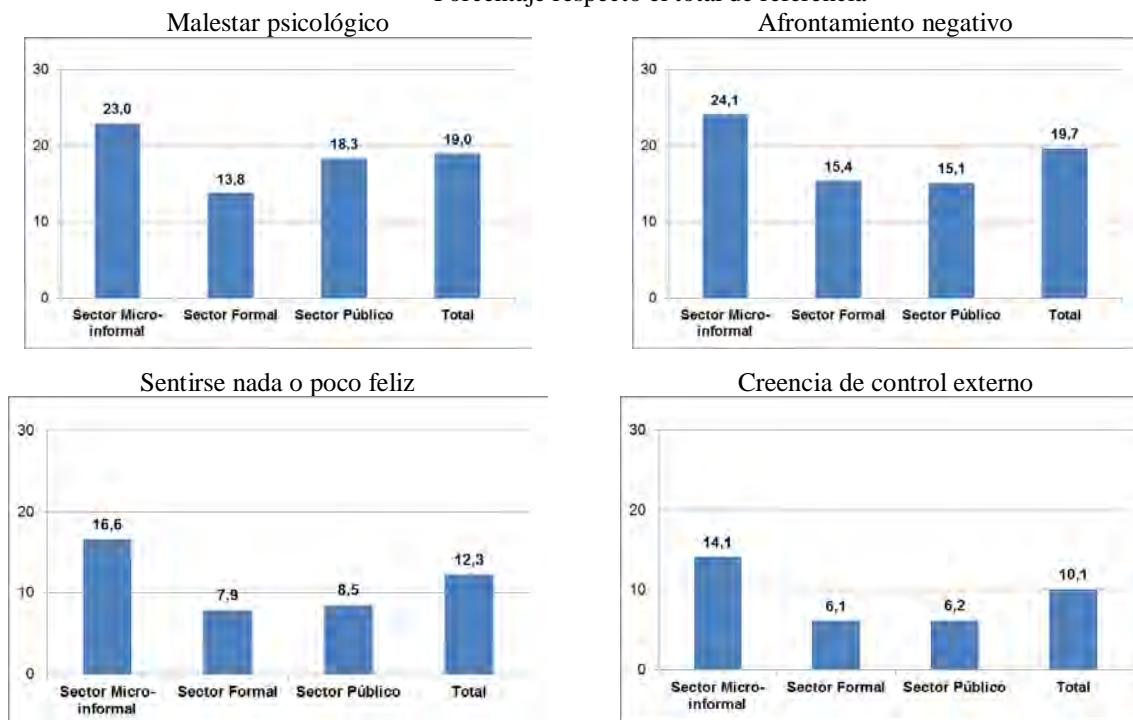 Porcentaje respecto el total de referencia
Malestar psicológico
30
20
10
0
23,0
13,8
18,3
19,0
Sector Micro-
informal
Sector Formal
Sector Público
Total
Afrontamiento negativo
30
20
10
0
24,1
15,4
15,1
19,7
Sector Micro-
informal
Sector Formal
Sector Público
Total
Sentirse nada o poco feliz
30
20
10
0
16,6
7,9
8,5
12,3
Sector Micro-
informal
Sector Formal
Sector Público
Total
Creencia de control externo
30
20
10
0
14,1
6,1
6,2
10,1
Sector Micro-
informal
Sector Formal
Sector Público
Total